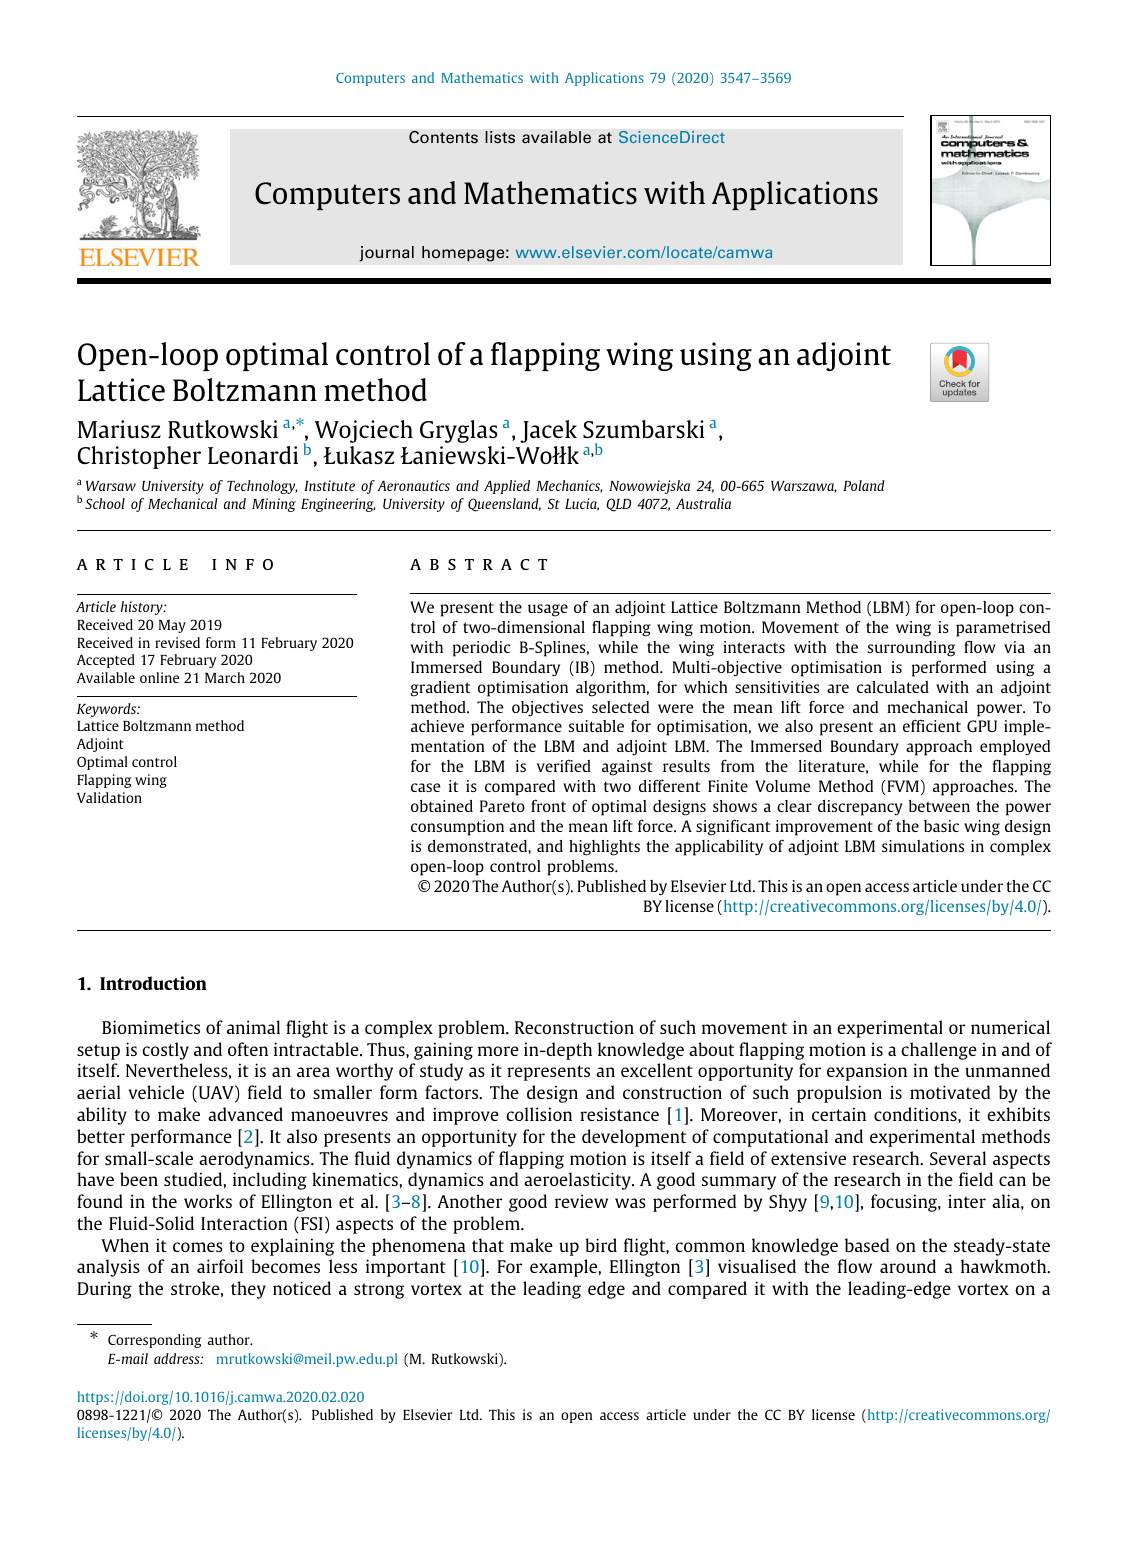 Computers and Mathematics with Applications 79 (2020) 3547–3569
Contents lists available at ScienceDirect
Computers and Mathematics with Applications
journal homepage: www.elsevier.com/locate/camwa
ELSEVIER
An International Journal
computers &
mathematics
with applications
Open-loop optimal control of a flapping wing using an adjoint
Lattice Boltzmann method
Check for
updates
Mariusz Rutkowski a,*, Wojciech Gryglas a, Jacek Szumbarski a,
Christopher Leonardi b, Łukasz Łaniewski-Wołłk a,b
a Warsaw University of Technology, Institute of Aeronautics and Applied Mechanics, Nowowiejska 24, 00-665 Warszawa, Poland
b School of Mechanical and Mining Engineering, University of Queensland, St Lucia, QLD 4072, Australia
ARTICLE INFO
Article history:
Received 20 May 2019
Received in revised form 11 February 2020
Accepted 17 February 2020
Available online 21 March 2020
Keywords:
Lattice Boltzmann method
Adjoint
Optimal control
Flapping wing
Validation
ABSTRACT
We present the usage of an adjoint Lattice Boltzmann Method (LBM) for open-loop con-
trol of two-dimensional flapping wing motion. Movement of the wing is parametrised
with periodic B-Splines, while the wing interacts with the surrounding flow via an
Immersed Boundary (IB) method. Multi-objective optimisation is performed using a
gradient optimisation algorithm, for which sensitivities are calculated with an adjoint
method. The objectives selected were the mean lift force and mechanical power. To
achieve performance suitable for optimisation, we also present an efficient GPU imple-
mentation of the LBM and adjoint LBM. The Immersed Boundary approach employed
for the LBM is verified against results from the literature, while for the flapping
case it is compared with two different Finite Volume Method (FVM) approaches. The
obtained Pareto front of optimal designs shows a clear discrepancy between the power
consumption and the mean lift force. A significant improvement of the basic wing design
is demonstrated, and highlights the applicability of adjoint LBM simulations in complex
open-loop control problems.
© 2020 The Author(s). Published by Elsevier Ltd. This is an open access article under the CC
BY license (http://creativecommons.org/licenses/by/4.0/).
1. Introduction
Biomimetics of animal flight is a complex problem. Reconstruction of such movement in an experimental or numerical
setup is costly and often intractable. Thus, gaining more in-depth knowledge about flapping motion is a challenge in and of
itself. Nevertheless, it is an area worthy of study as it represents an excellent opportunity for expansion in the unmanned
aerial vehicle (UAV) field to smaller form factors. The design and construction of such propulsion is motivated by the
ability to make advanced manoeuvres and improve collision resistance [1]. Moreover, in certain conditions, it exhibits
better performance [2]. It also presents an opportunity for the development of computational and experimental methods
for small-scale aerodynamics. The fluid dynamics of flapping motion is itself a field of extensive research. Several aspects
have been studied, including kinematics, dynamics and aeroelasticity. A good summary of the research in the field can be
found in the works of Ellington et al. [3–8]. Another good review was performed by Shyy [9,10], focusing, inter alia, on
the Fluid-Solid Interaction (FSI) aspects of the problem.
When it comes to explaining the phenomena that make up bird flight, common knowledge based on the steady-state
analysis of an airfoil becomes less important [10]. For example, Ellington [3] visualised the flow around a hawkmoth.
During the stroke, they noticed a strong vortex at the leading edge and compared it with the leading-edge vortex on a
* Corresponding author.
E-mail address: mrutkowski@meil.pw.edu.pl (M. Rutkowski).
https://doi.org/10.1016/j.camwa.2020.02.020
0898-1221/© 2020 The Author(s). Published by Elsevier Ltd. This is an open access article under the CC BY license (http://creativecommons.org/
licenses/by/4.0/).